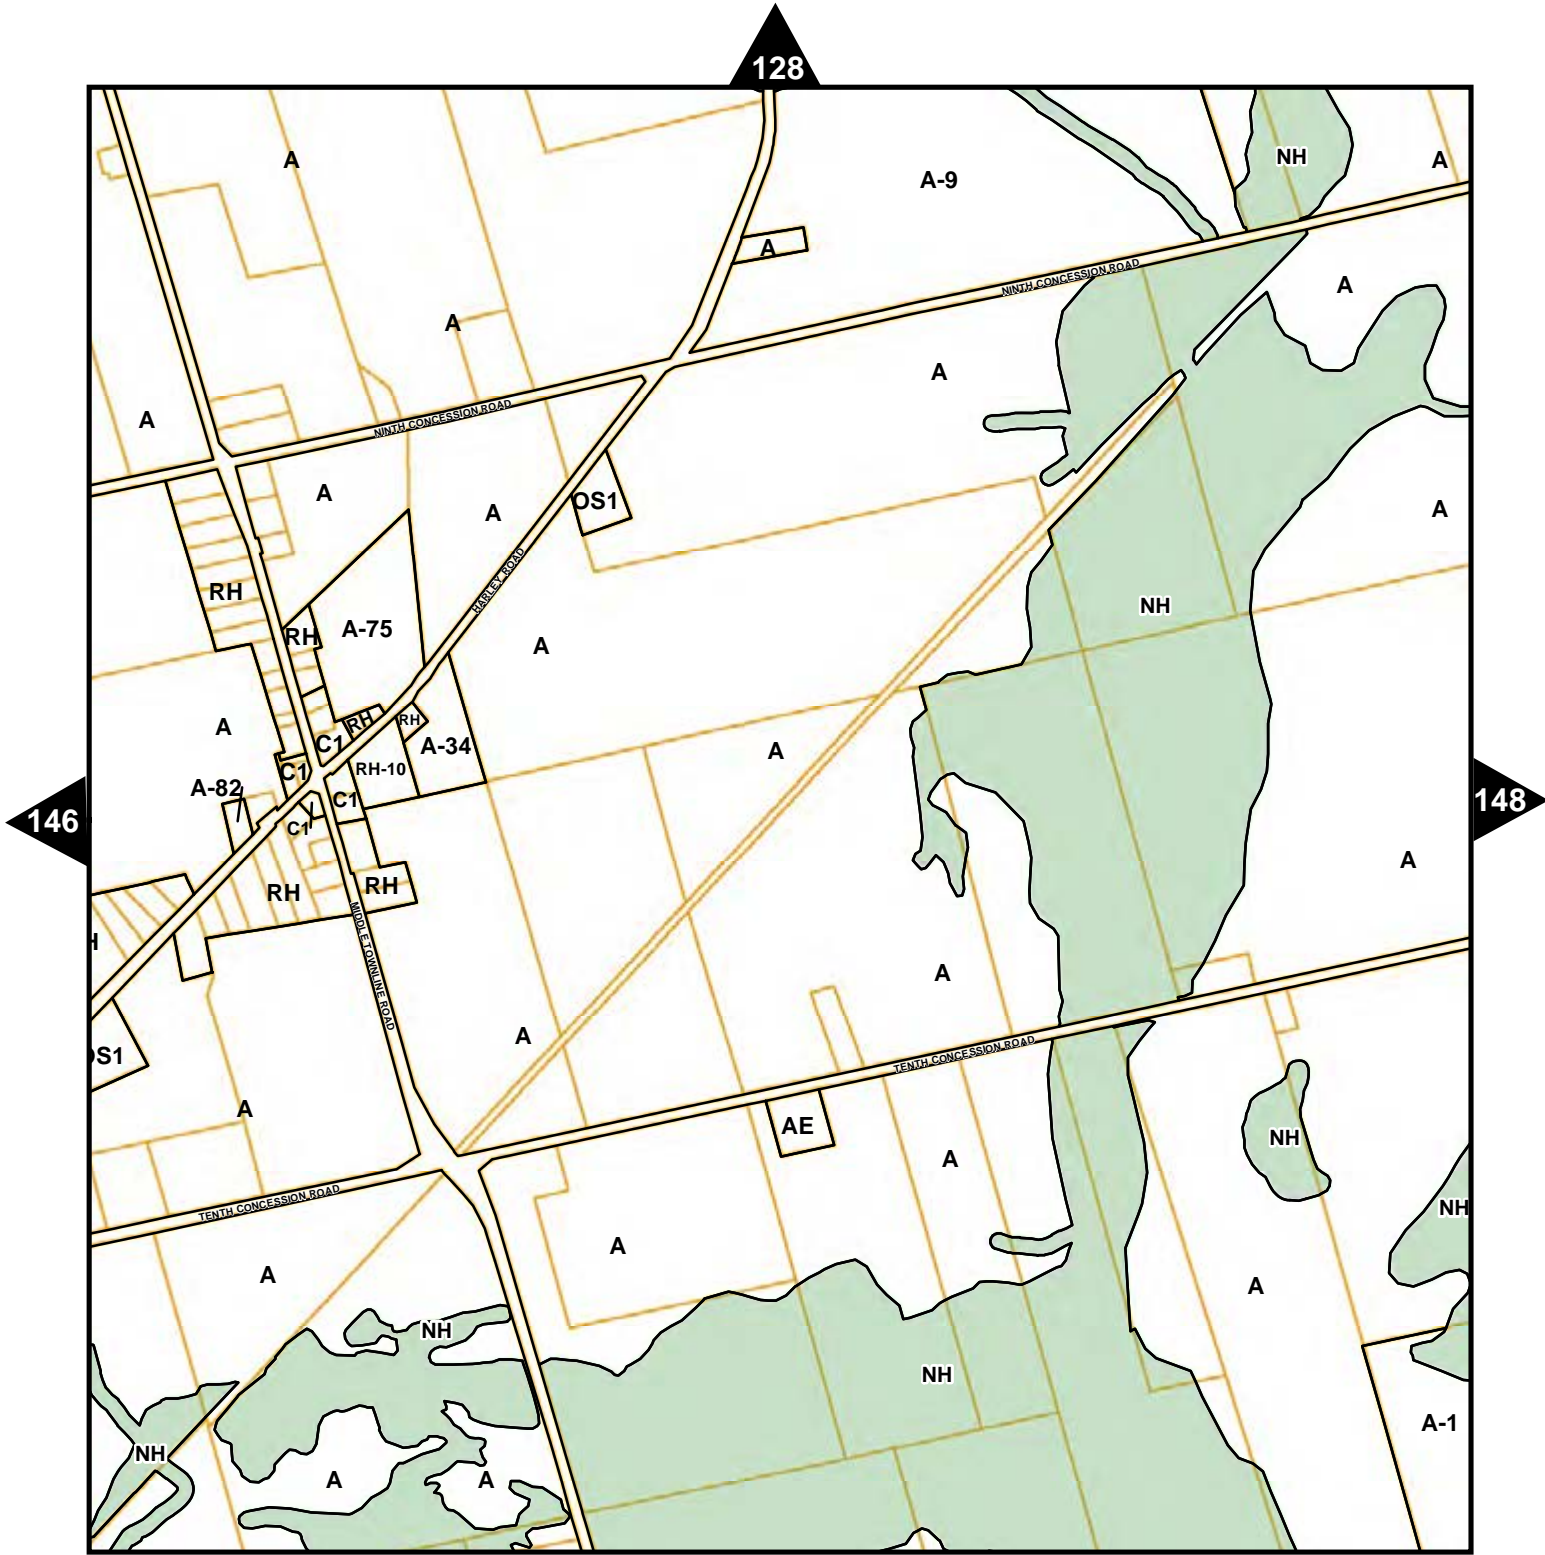 128
A
NH
A
A-9
A
NINTH CONCESSION ROAD
A
A
A
A
NINTH CONCESSION ROAD
A
OS1
A
A
HARLEY ROAD
RH
NH
RH
A-75
A
A
RH
RH
C1
A-34
A
RH-10
C1
A-82
C1
146
148
C1
A
RH
RH
MIDDLE TOWNLINE ROAD
H
A
A
OS1
TENTH CONCESSION ROAD
A
AE
NH
A
TENTH CONCESSION ROAD
NH
A
A
A
NH
NH
A-1
NH
A
A